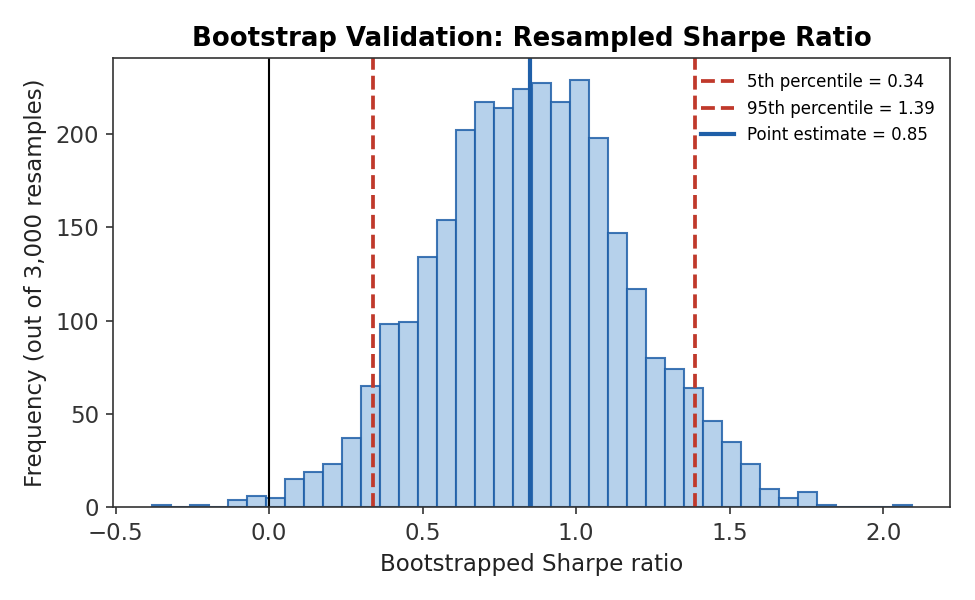 Bootstrap Validation: Resampled Sharpe Ratio
5th percentile = 0.34
95th percentile = 1.39
Point estimate = 0.85
Frequency (out of 3,000 resamples)
200
150
100
50
0
−0.5
0.0
0.5
1.0
1.5
2.0
Bootstrapped Sharpe ratio